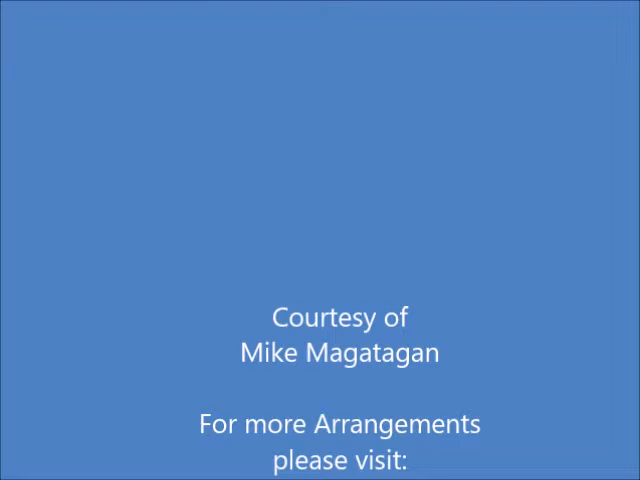 Courtesy of
Mike Magatagan
For more Arrangements
please visit: